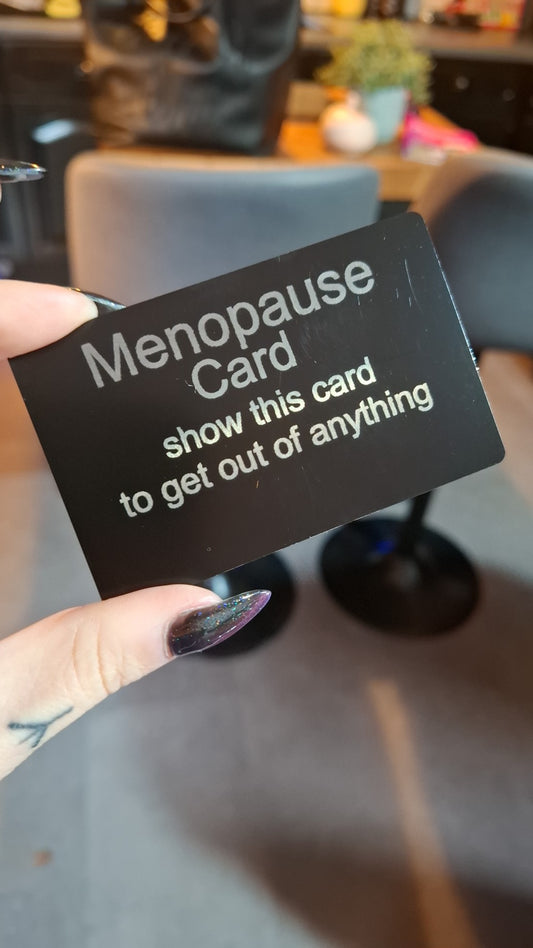 Menopause
Card
show this card
to get out of anything